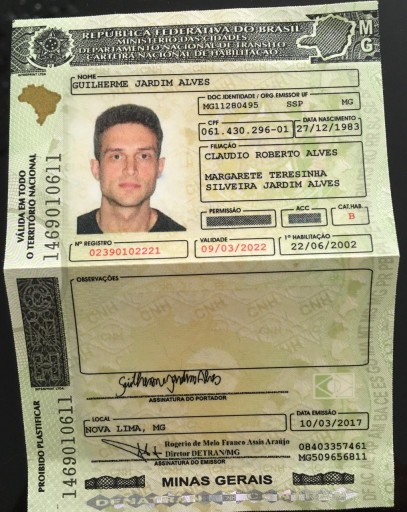 REPÚBLICA FEDERATIVA DO BRASIL
MINISTÉRIO DAS CIDADES
DEPARTAMENTO NACIONAL DE TRÂNSITO
CARTEIRA NACIONAL DE HABILITAÇÃO
MG
NOME
GUILHERME JARDIM ALVES
DOC. IDENTIDADE / ORG. EMISSOR UF
MG11280495 SSP MG
CPF
DATA NASCIMENTO
061.430.296-01
27/12/1983
FILIAÇÃO
CLAUDIO ROBERTO ALVES
MARGARETE TERESINHA
SILVEIRA JARDIM ALVES
PERMISSÃO
ACC
CAT. HAB.
B
Nº REGISTRO
VALIDADE
1ª HABILITAÇÃO
02390102221
09/03/2022
22/06/2002
VÁLIDA EM TODO
O TERRITÓRIO NACIONAL
1469010611
OBSERVAÇÕES
Guilherme Jardim Alves
ASSINATURA DO PORTADOR
LOCAL
DATA EMISSÃO
NOVA LIMA, MG
10/03/2017
Rogerio de Melo Franco Assis Araújo
Diretor DETRAN/MG
ASSINATURA DO EMISSOR
08403357461
MG509656811
MINAS GERAIS
PROIBIDO PLASTIFICAR
1469010611